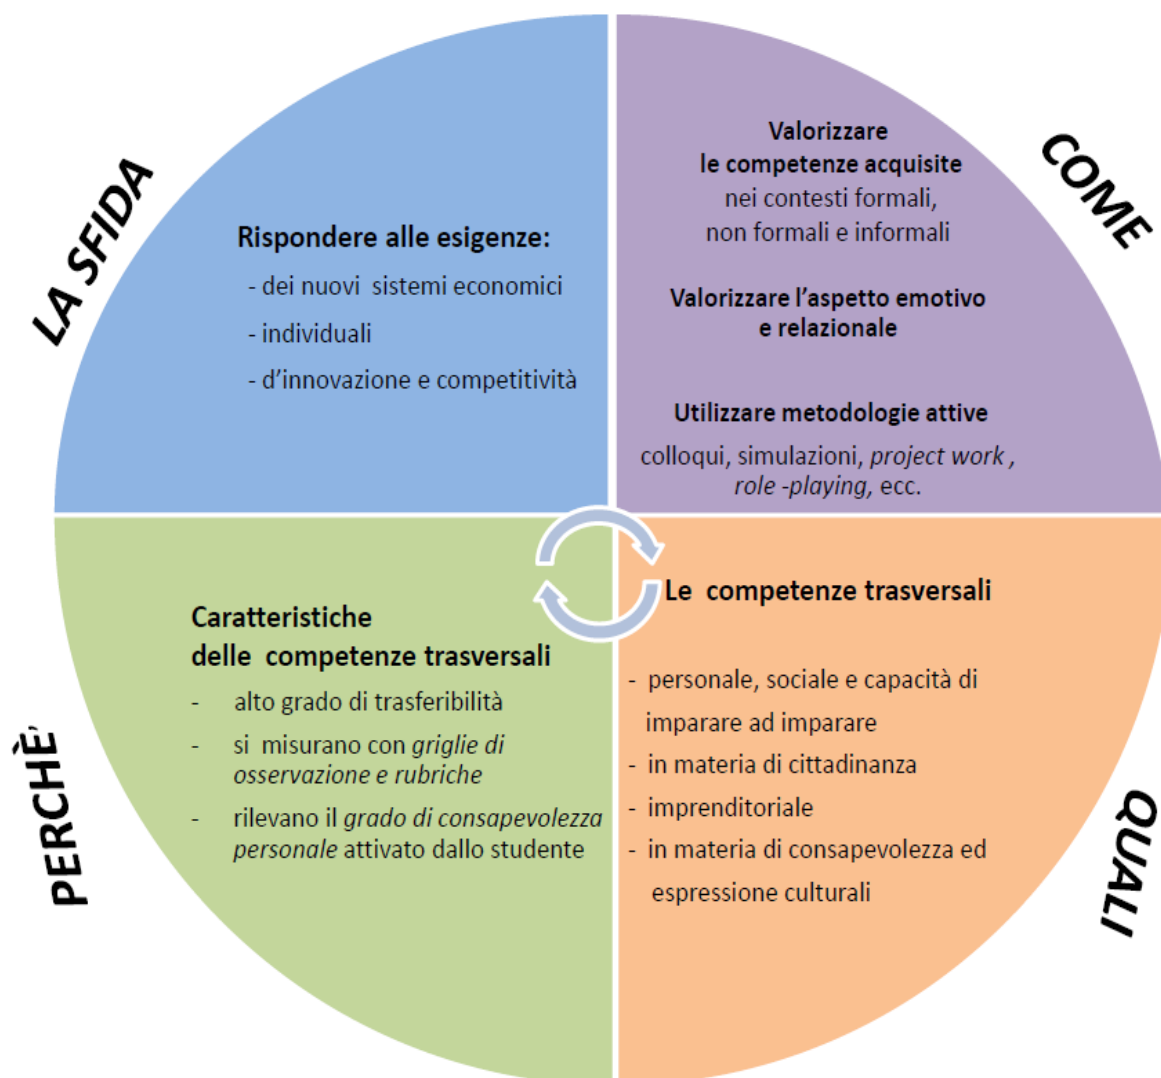 LA SFIDA
Rispondere alle esigenze:
- dei nuovi sistemi economici
- individuali
- d'innovazione e competitività
COME
Valorizzare
le competenze acquisite
nei contesti formali,
non formali e informali
Valorizzare l'aspetto emotivo
e relazionale
Utilizzare metodologie attive
colloqui, simulazioni, project work ,
role -playing, ecc.
PERCHÈ'
Caratteristiche
delle competenze trasversali
- alto grado di trasferibilità
- si misurano con griglie di
osservazione e rubriche
- rilevano il grado di consapevolezza
personale attivato dallo studente
QUALI
Le competenze trasversali
- personale, sociale e capacità di
imparare ad imparare
- in materia di cittadinanza
- imprenditoriale
- in materia di consapevolezza ed
espressione culturali